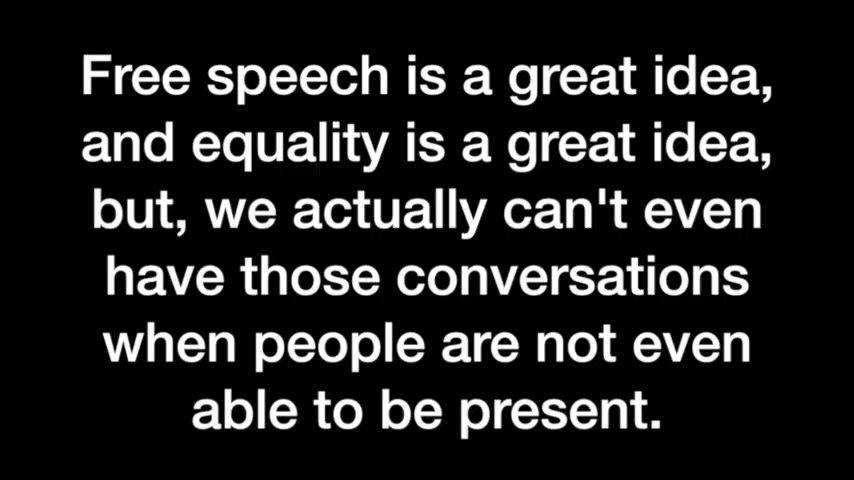 Free speech is a great idea,
and equality is a great idea,
but, we actually can't even
have those conversations
when people are not even
able to be present.